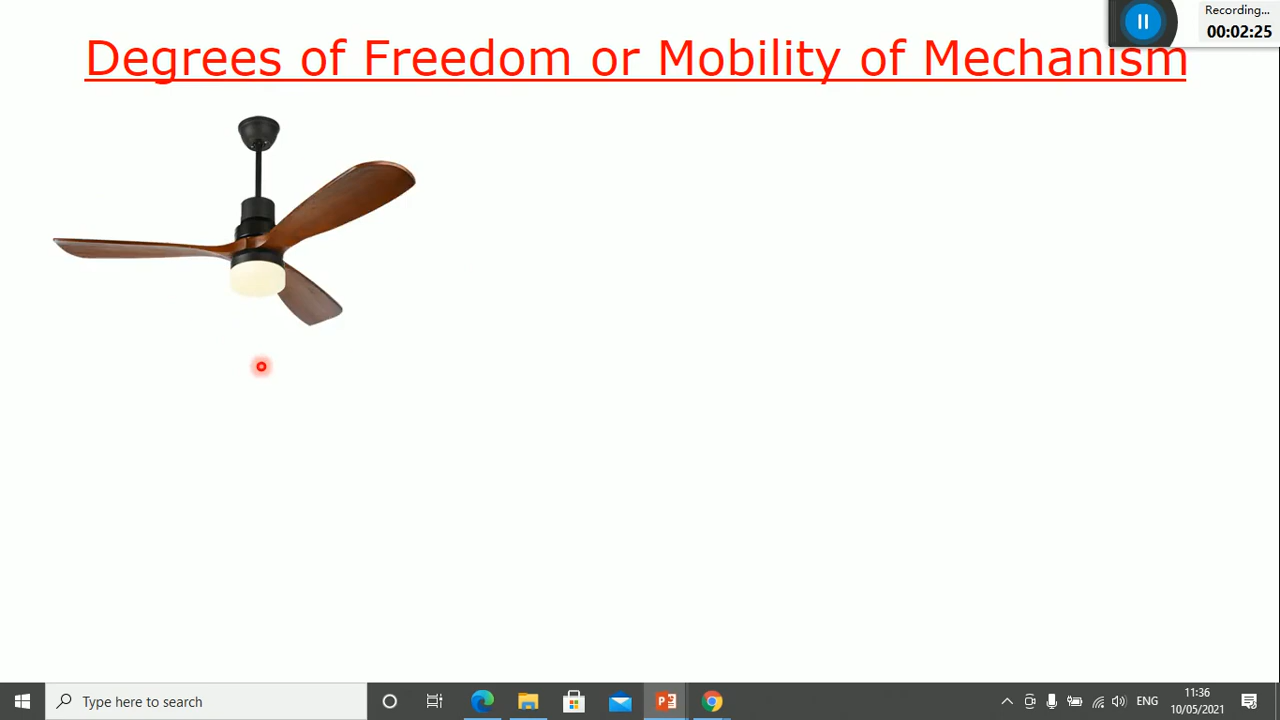 Recording...
00:02:25
Degrees of Freedom or Mobility of Mechanism
Type here to search
ENG
11:36
10/05/2021